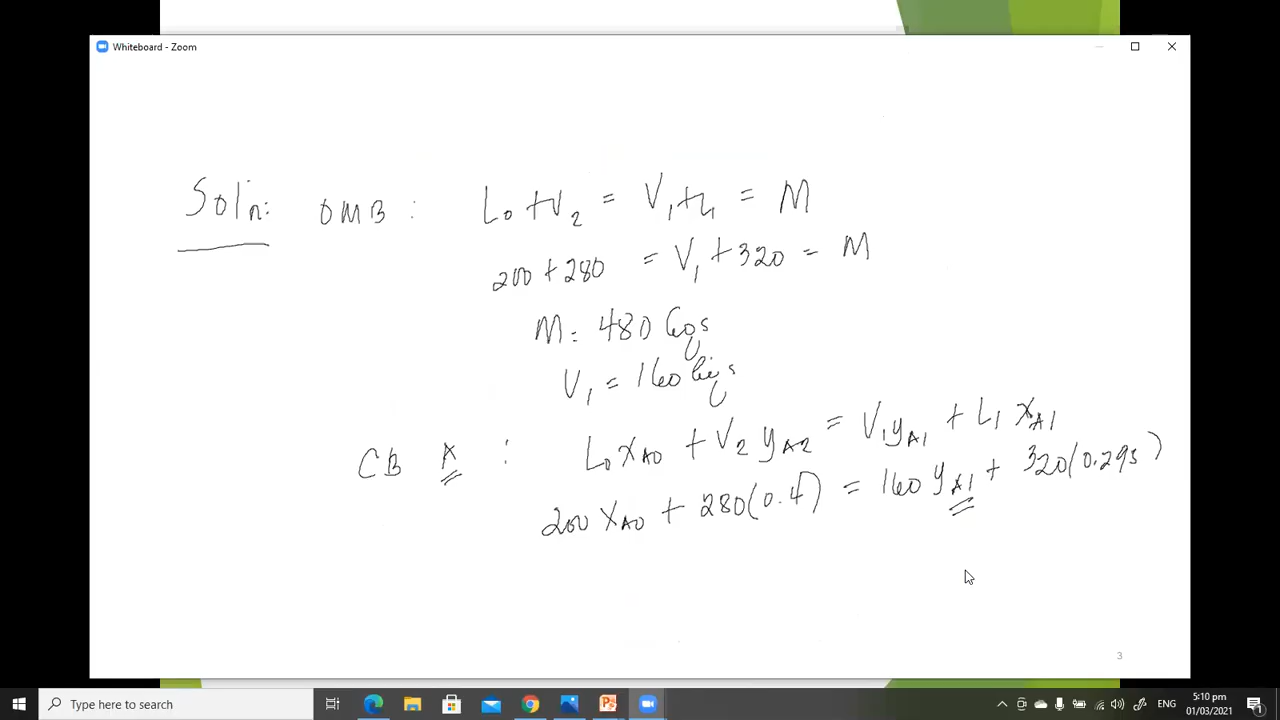 Whiteboard - Zoom
Sol'n: OMB : L0 + V2 = V1 + L1 = M
200 + 280 = V1 + 320 = M
M = 480 kgs
V1 = 160 kgs
CB A : L0 xA0 + V2 yA2 = V1 yA1 + L1 xA1
200 xA0 + 280(0.4) = 160 yA1 + 320(0.295)
3
Type here to search
ENG
5:10 pm
01/03/2021
1